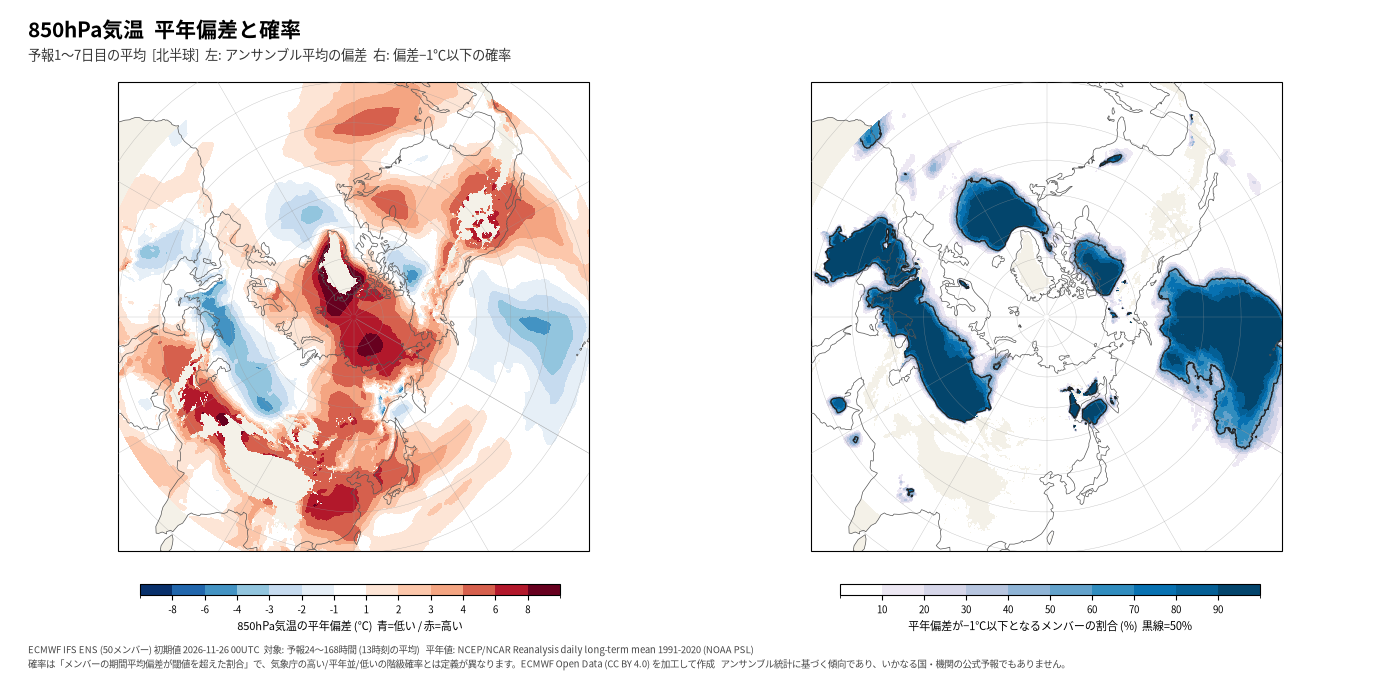 850hPa気温 平年偏差と確率
予報1～7日目の平均 [北半球] 左: アンサンブル平均の偏差 右: 偏差−1℃以下の確率
-8 -6 -4 -3 -2 -1 1 2 3 4 6 8
850hPa気温の平年偏差 (℃) 青=低い / 赤=高い
10 20 30 40 50 60 70 80 90
平年偏差が−1℃以下となるメンバーの割合 (%) 黒線=50%
ECMWF IFS ENS (50メンバー) 初期値 2026-11-26 00UTC 対象: 予報24～168時間 (13時刻の平均) 平年値: NCEP/NCAR Reanalysis daily long-term mean 1991-2020 (NOAA PSL)
確率は「メンバーの期間平均偏差が閾値を超えた割合」で、気象庁の高い/平年並/低いの階級確率とは定義が異なります。ECMWF Open Data (CC BY 4.0) を加工して作成 アンサンブル統計に基づく傾向であり、いかなる国・機関の公式予報でもありません。